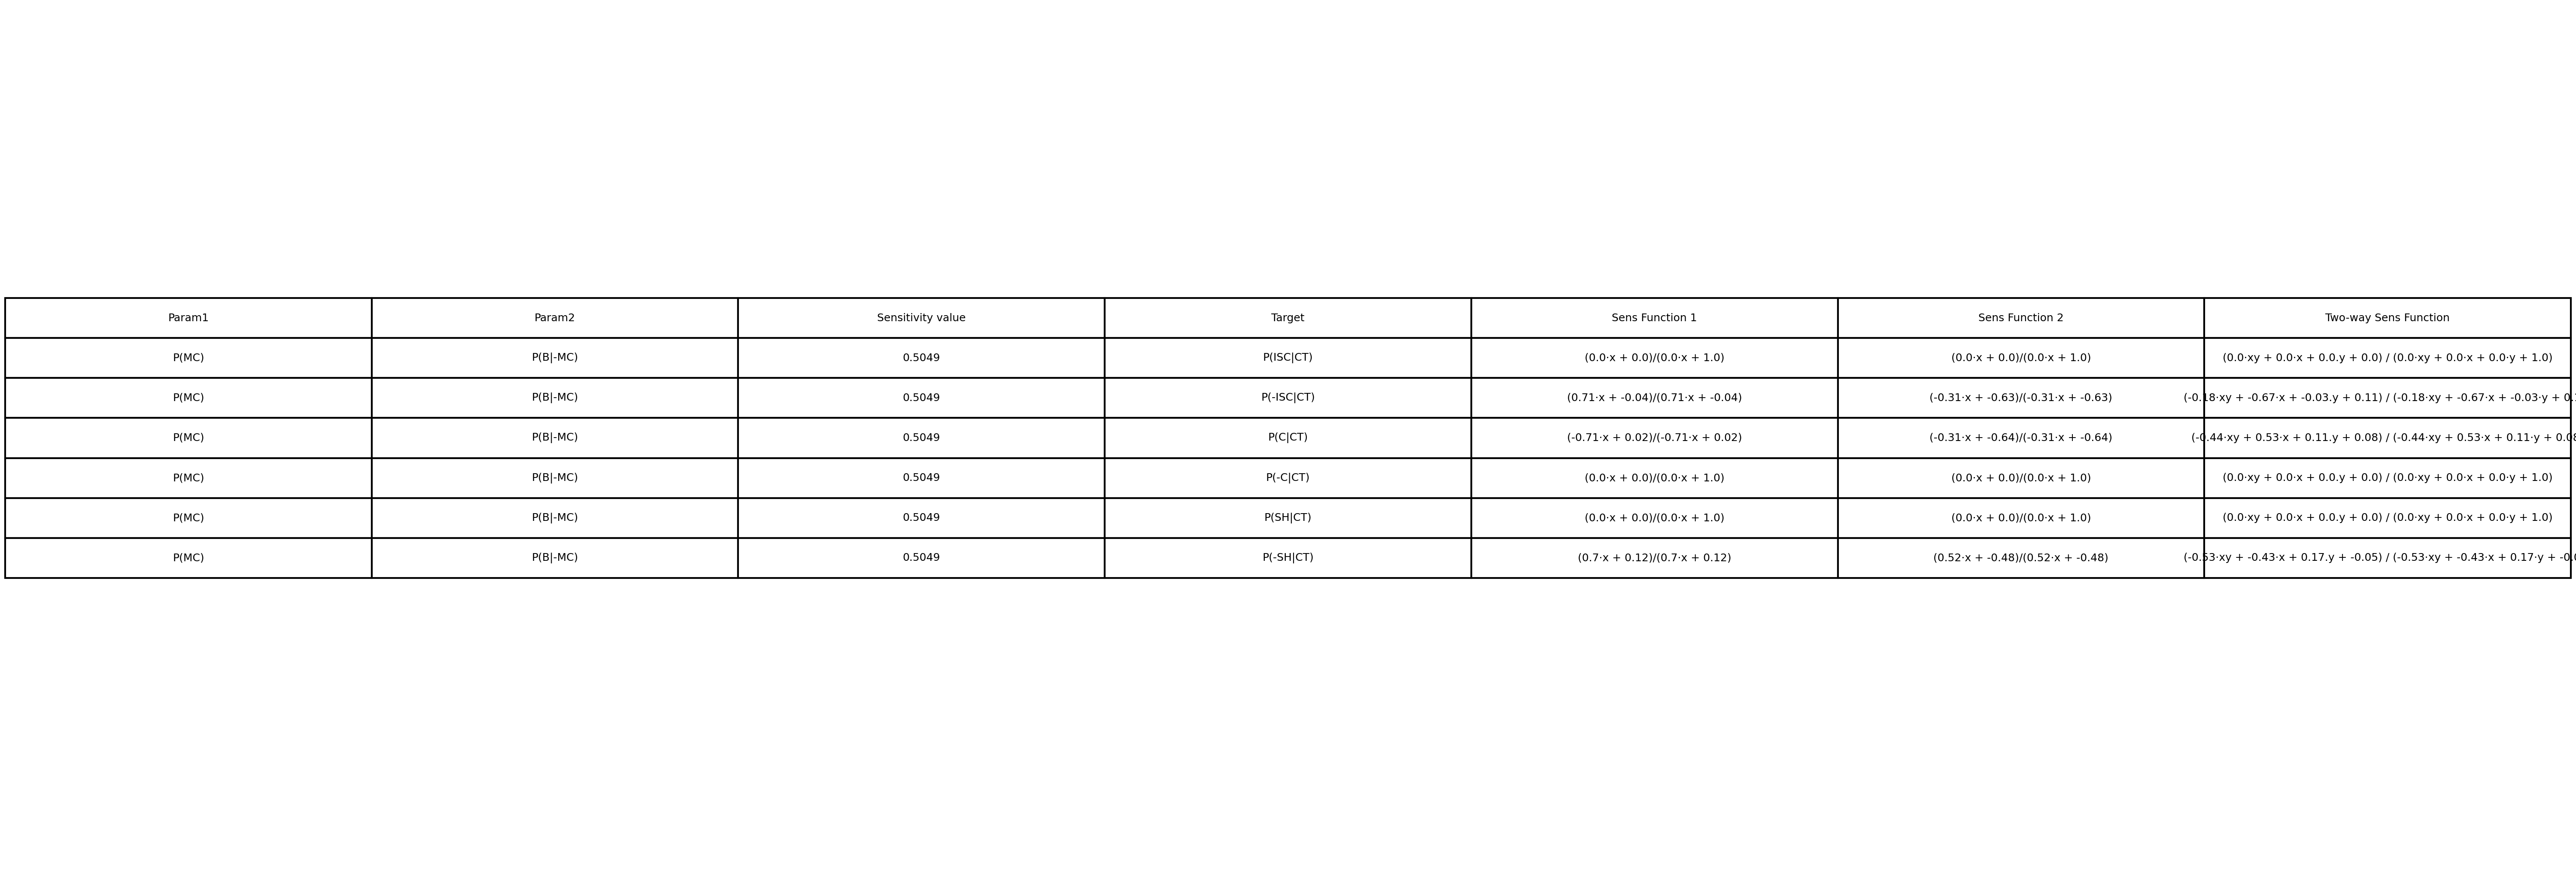 Param1 Param2 Sensitivity value Target Sens Function 1 Sens Function 2 Two-way Sens Function
P(MC) P(B|-MC) 0.5049 P(ISC|CT) (0.0·x + 0.0)/(0.0·x + 1.0) (0.0·x + 0.0)/(0.0·x + 1.0) (0.0·xy + 0.0·x + 0.0.y + 0.0) / (0.0·xy + 0.0·x + 0.0·y + 1.0)
P(MC) P(B|-MC) 0.5049 P(-ISC|CT) (0.71·x + -0.04)/(0.71·x + -0.04) (-0.31·x + -0.63)/(-0.31·x + -0.63) (-0.18·xy + -0.67·x + -0.03.y + 0.11) / (-0.18·xy + -0.67·x + -0.03·y +
P(MC) P(B|-MC) 0.5049 P(C|CT) (-0.71·x + 0.02)/(-0.71·x + 0.02) (-0.31·x + -0.64)/(-0.31·x + -0.64) (-0.44·xy + 0.53·x + 0.11.y + 0.08) / (-0.44·xy + 0.53·x + 0.11·y + 0.08
P(MC) P(B|-MC) 0.5049 P(-C|CT) (0.0·x + 0.0)/(0.0·x + 1.0) (0.0·x + 0.0)/(0.0·x + 1.0) (0.0·xy + 0.0·x + 0.0.y + 0.0) / (0.0·xy + 0.0·x + 0.0·y + 1.0)
P(MC) P(B|-MC) 0.5049 P(SH|CT) (0.0·x + 0.0)/(0.0·x + 1.0) (0.0·x + 0.0)/(0.0·x + 1.0) (0.0·xy + 0.0·x + 0.0.y + 0.0) / (0.0·xy + 0.0·x + 0.0·y + 1.0)
P(MC) P(B|-MC) 0.5049 P(-SH|CT) (0.7·x + 0.12)/(0.7·x + 0.12) (0.52·x + -0.48)/(0.52·x + -0.48) (-0.53·xy + -0.43·x + 0.17.y + -0.05) / (-0.53·xy + -0.43·x + 0.17·y +